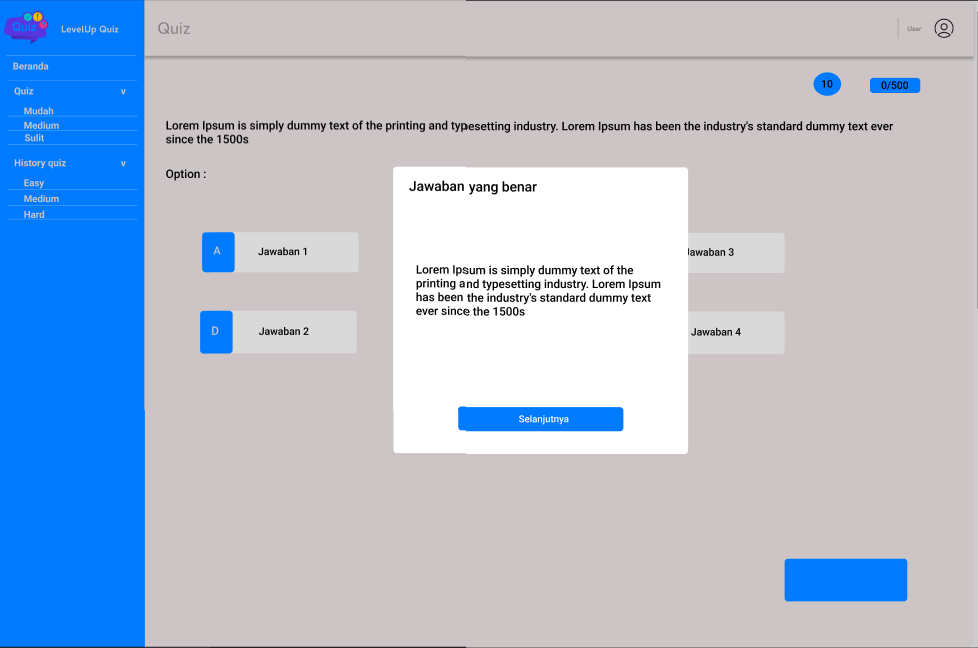 Quiz
LevelUp Quiz
Quiz
User
Beranda
Quiz v
Mudah
Medium
Sulit
History quiz v
Easy
Medium
Hard
10
0/500
Lorem Ipsum is simply dummy text of the printing and typesetting industry. Lorem Ipsum has been the industry's standard dummy text ever
since the 1500s
Option :
A
Jawaban 1
D
Jawaban 2
Jawaban yang benar
Lorem Ipsum is simply dummy text of the
printing and typesetting industry. Lorem Ipsum
has been the industry's standard dummy text
ever since the 1500s
Selanjutnya
Jawaban 3
Jawaban 4